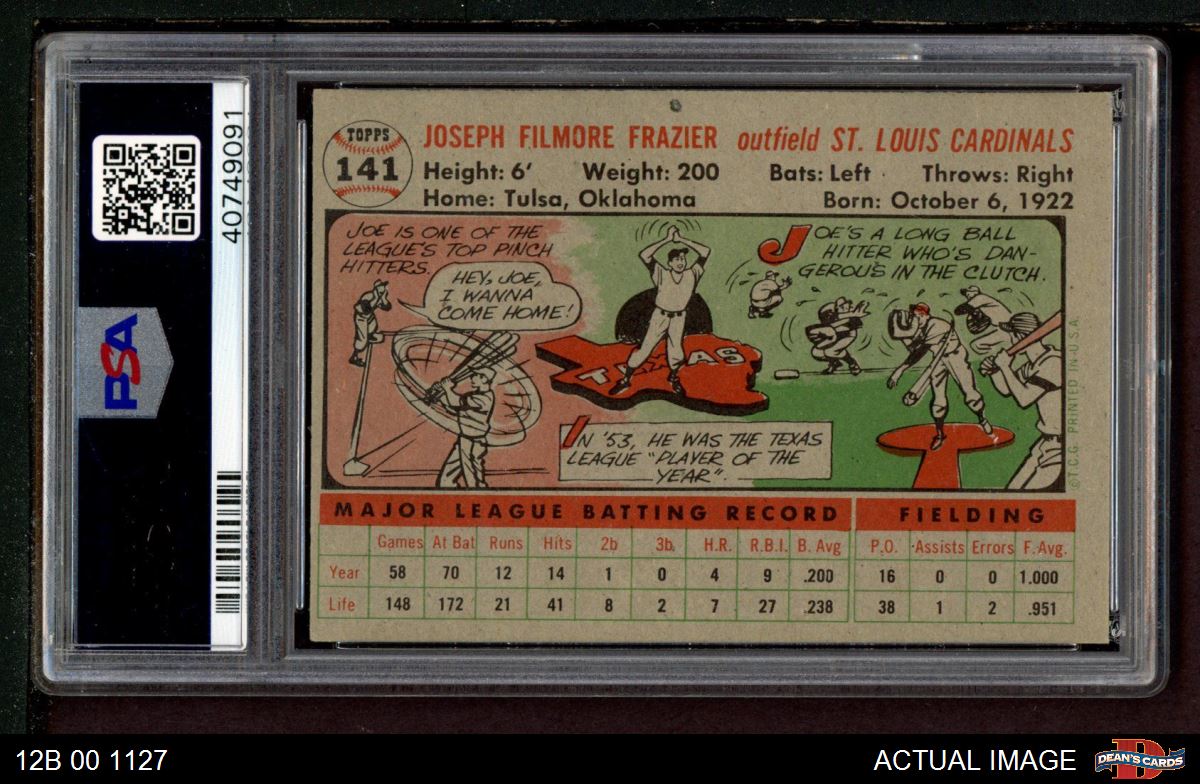 40749091
PSA
TOPPS
141
JOSEPH FILMORE FRAZIER outfield ST. LOUIS CARDINALS
Height: 6' Weight: 200 Bats: Left Throws: Right
Home: Tulsa, Oklahoma Born: October 6, 1922
JOE IS ONE OF THE
LEAGUE'S TOP PINCH
HITTERS.
HEY, JOE,
I WANNA
COME HOME!
TEXAS
IN '53, HE WAS THE TEXAS
LEAGUE "PLAYER OF THE
YEAR".
JOE'S A LONG BALL
HITTER WHO'S DAN-
GEROUS IN THE CLUTCH.
©T.C.G. PRINTED IN U.S.A.
MAJOR LEAGUE BATTING RECORD FIELDING
Games At Bat Runs Hits 2b 3b. H.R. R.B.I. B. Avg P.O. Assists Errors F. Avg.
Year 58 70 12 14 1 0 4 9 .200 16 0 0 1.000
Life 148 172 21 41 8 2 7 27 .238 38 1 2 .951
12B 00 1127
ACTUAL IMAGE
D
DEAN'S CARDS